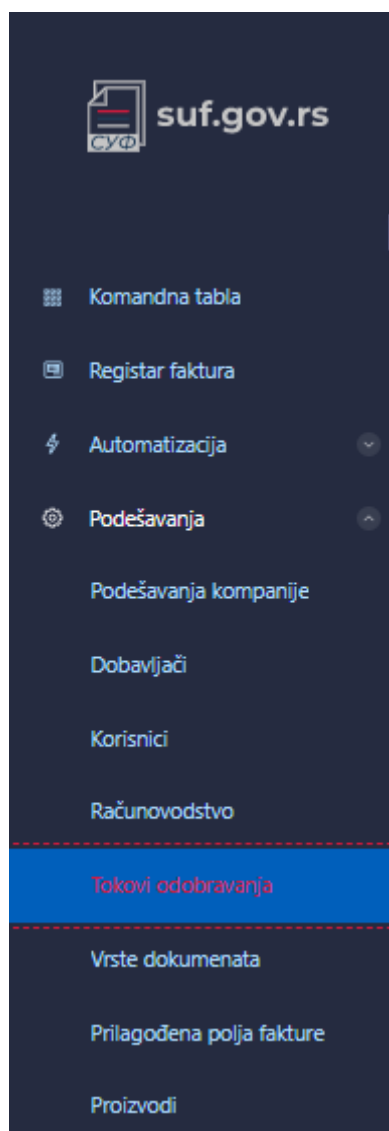 СУФ
suf.gov.rs
Komandna tabla
Registar faktura
Automatizacija
Podešavanja
Podešavanja kompanije
Dobavljači
Korisnici
Računovodstvo
Tokovi odobravanja
Vrste dokumenata
Prilagođena polja fakture
Proizvodi